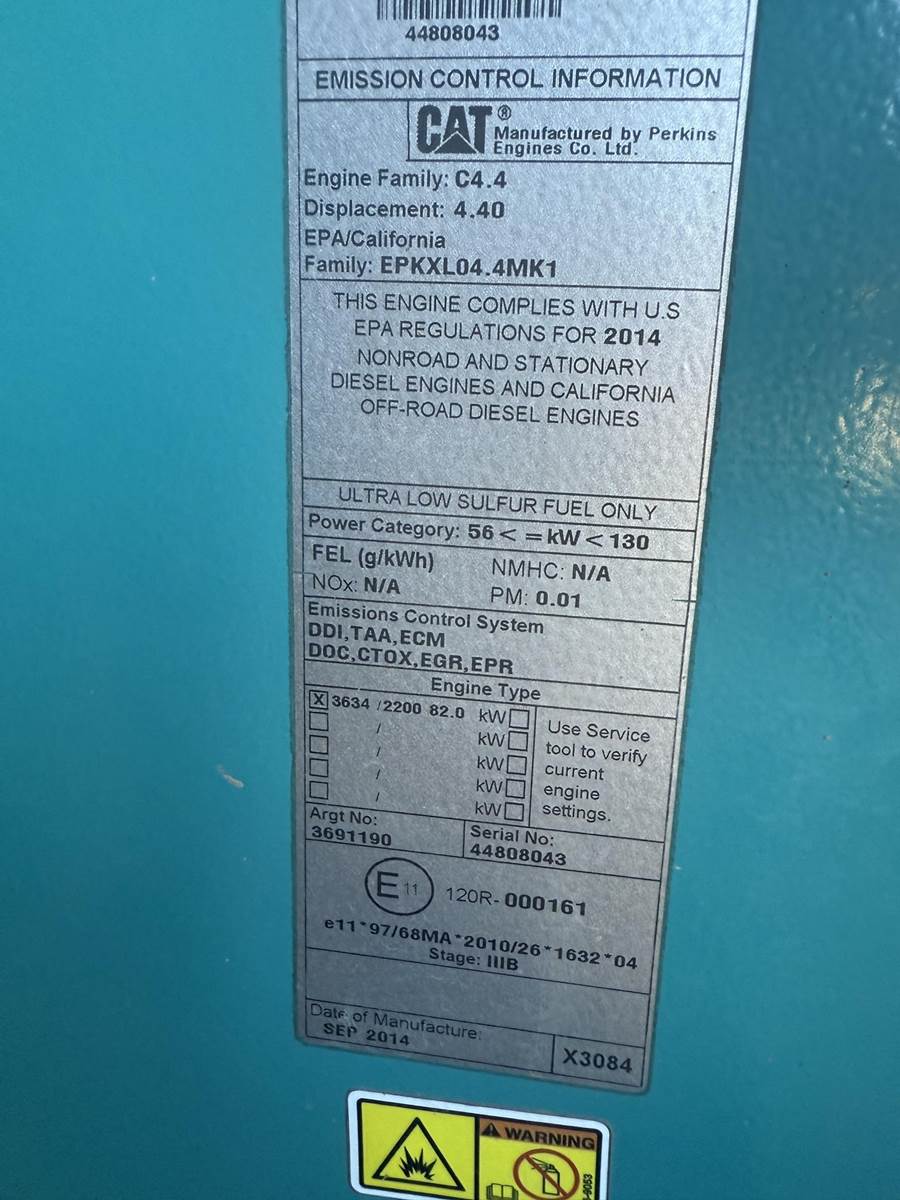 44808043
EMISSION CONTROL INFORMATION
CAT®
Manufactured by Perkins
Engines Co. Ltd.
Engine Family: C4.4
Displacement: 4.40
EPA/California
Family: EPKXL04.4MK1
THIS ENGINE COMPLIES WITH U.S
EPA REGULATIONS FOR 2014
NONROAD AND STATIONARY
DIESEL ENGINES AND CALIFORNIA
OFF-ROAD DIESEL ENGINES
ULTRA LOW SULFUR FUEL ONLY
Power Category: 56 < = kW < 130
FEL (g/kWh) NMHC: N/A
NOx: N/A PM: 0.01
Emissions Control System
DDI,TAA,ECM
DOC,CTOX,EGR,EPR
Engine Type
X 3634 /2200 82.0 kW
/ kW
/ kW
/ kW
/ kW
Use Service
tool to verify
current
engine
settings.
Argt No:
3691190
Serial No:
44808043
E 11 120R-000161
e11*97/68MA*2010/26*1632*04
Stage: IIIB
Date of Manufacture:
SEP 2014
X3084
WARNING